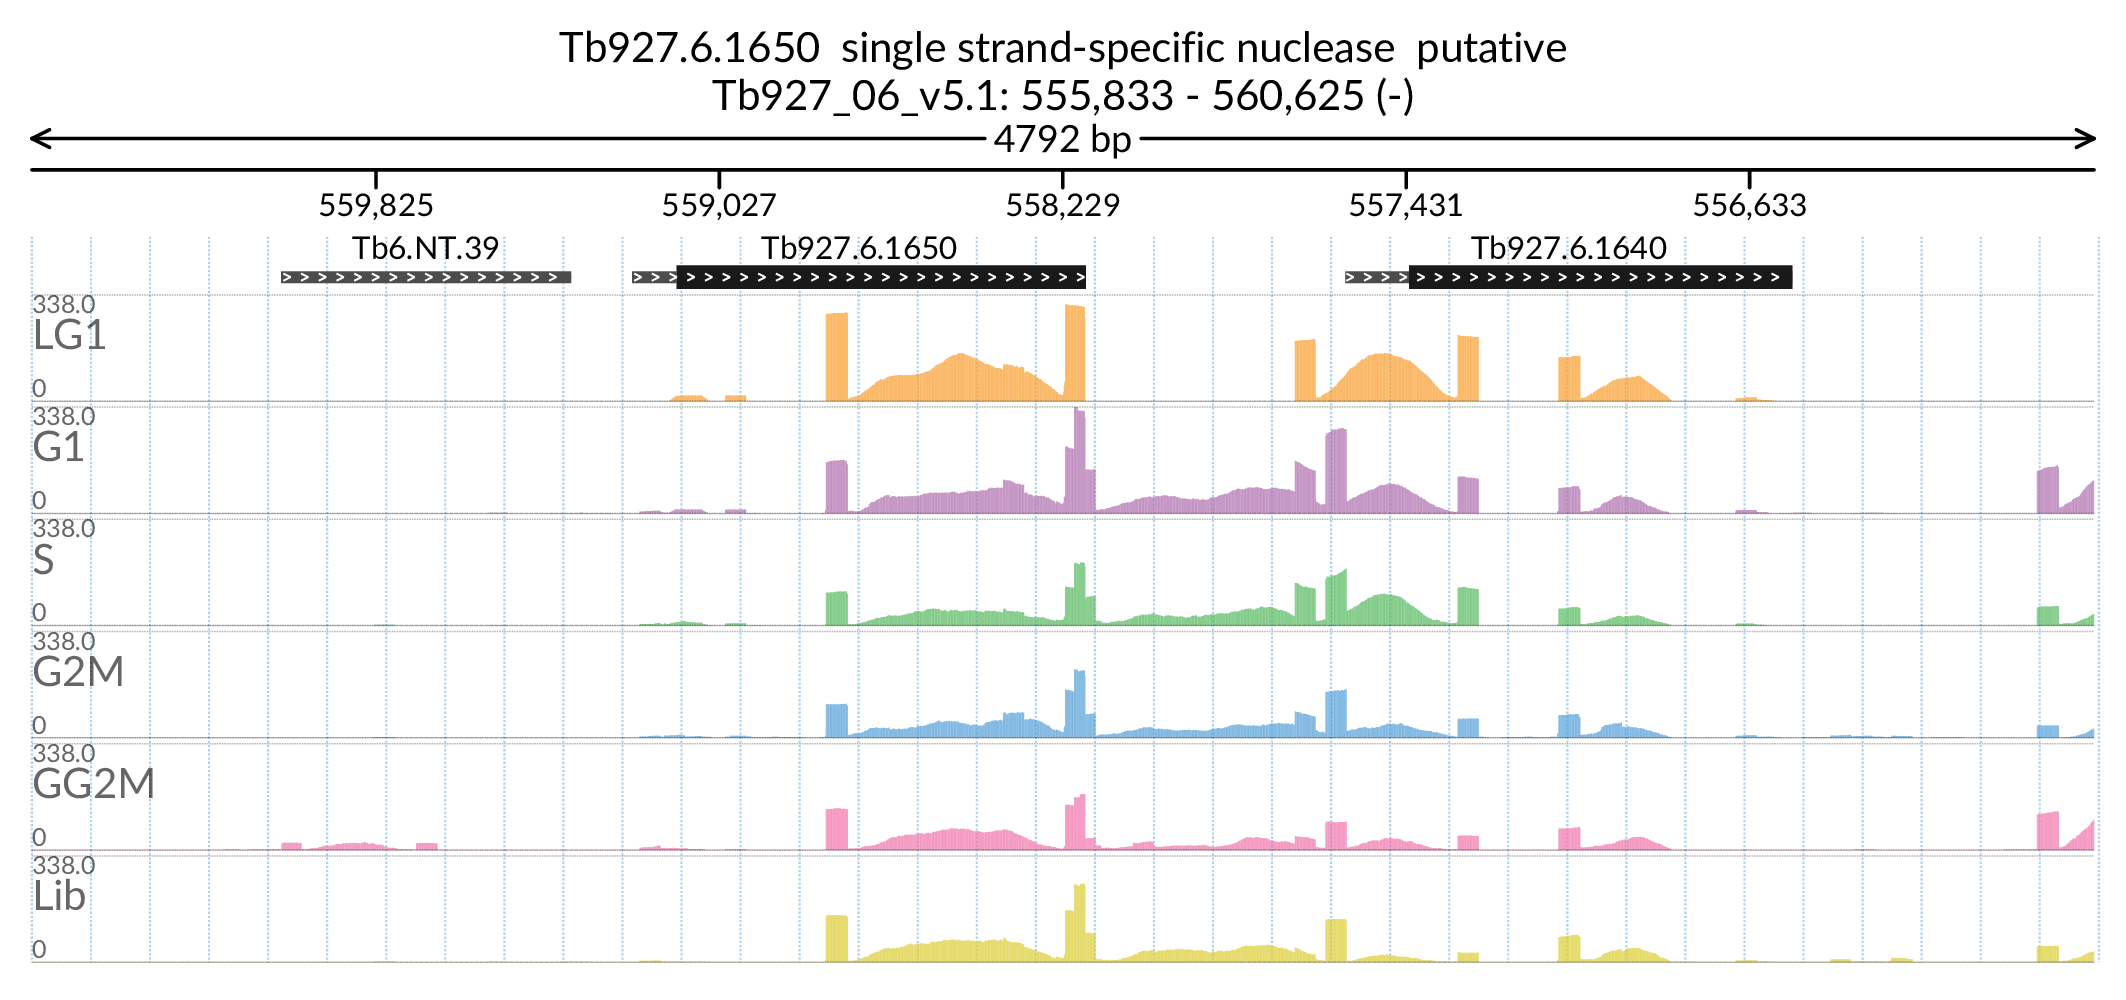 Tb927.6.1650  single strand-specific nuclease  putative
Tb927_06_v5.1: 555,833 - 560,625 (-)
4792 bp
559,825 559,027 558,229 557,431 556,633
Tb6.NT.39 Tb927.6.1650 Tb927.6.1640
338.0
LG1
0
338.0
G1
0
338.0
S
0
338.0
G2M
0
338.0
GG2M
0
338.0
Lib
0